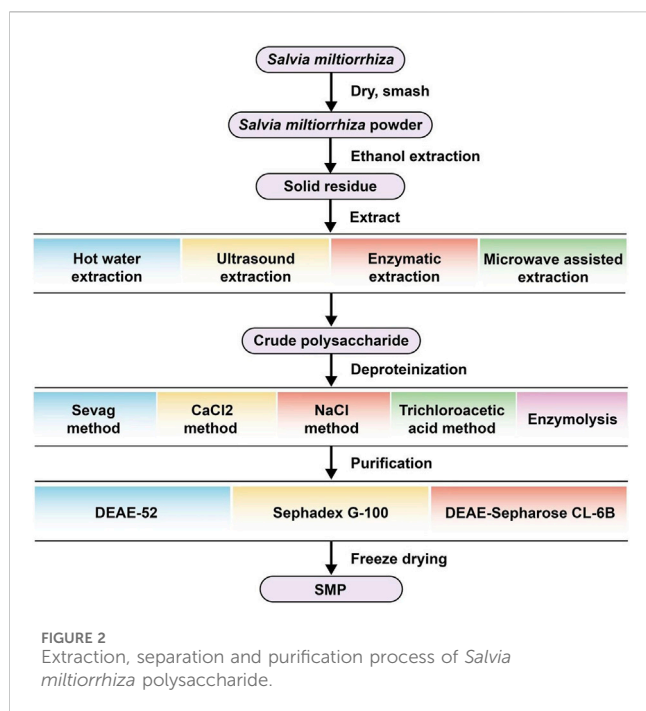 Salvia miltiorrhiza
Dry, smash
Salvia miltiorrhiza powder
Ethanol extraction
Solid residue
Extract
Hot water
extraction
Ultrasound
extraction
Enzymatic
extraction
Microwave assisted
extraction
Crude polysaccharide
Deproteinization
Sevag
method
CaCl2
method
NaCl
method
Trichloroacetic
acid method
Enzymolysis
Purification
DEAE-52
Sephadex G-100
DEAE-Sepharose CL-6B
Freeze drying
SMP
FIGURE 2
Extraction, separation and purification process of Salvia
miltiorrhiza polysaccharide.